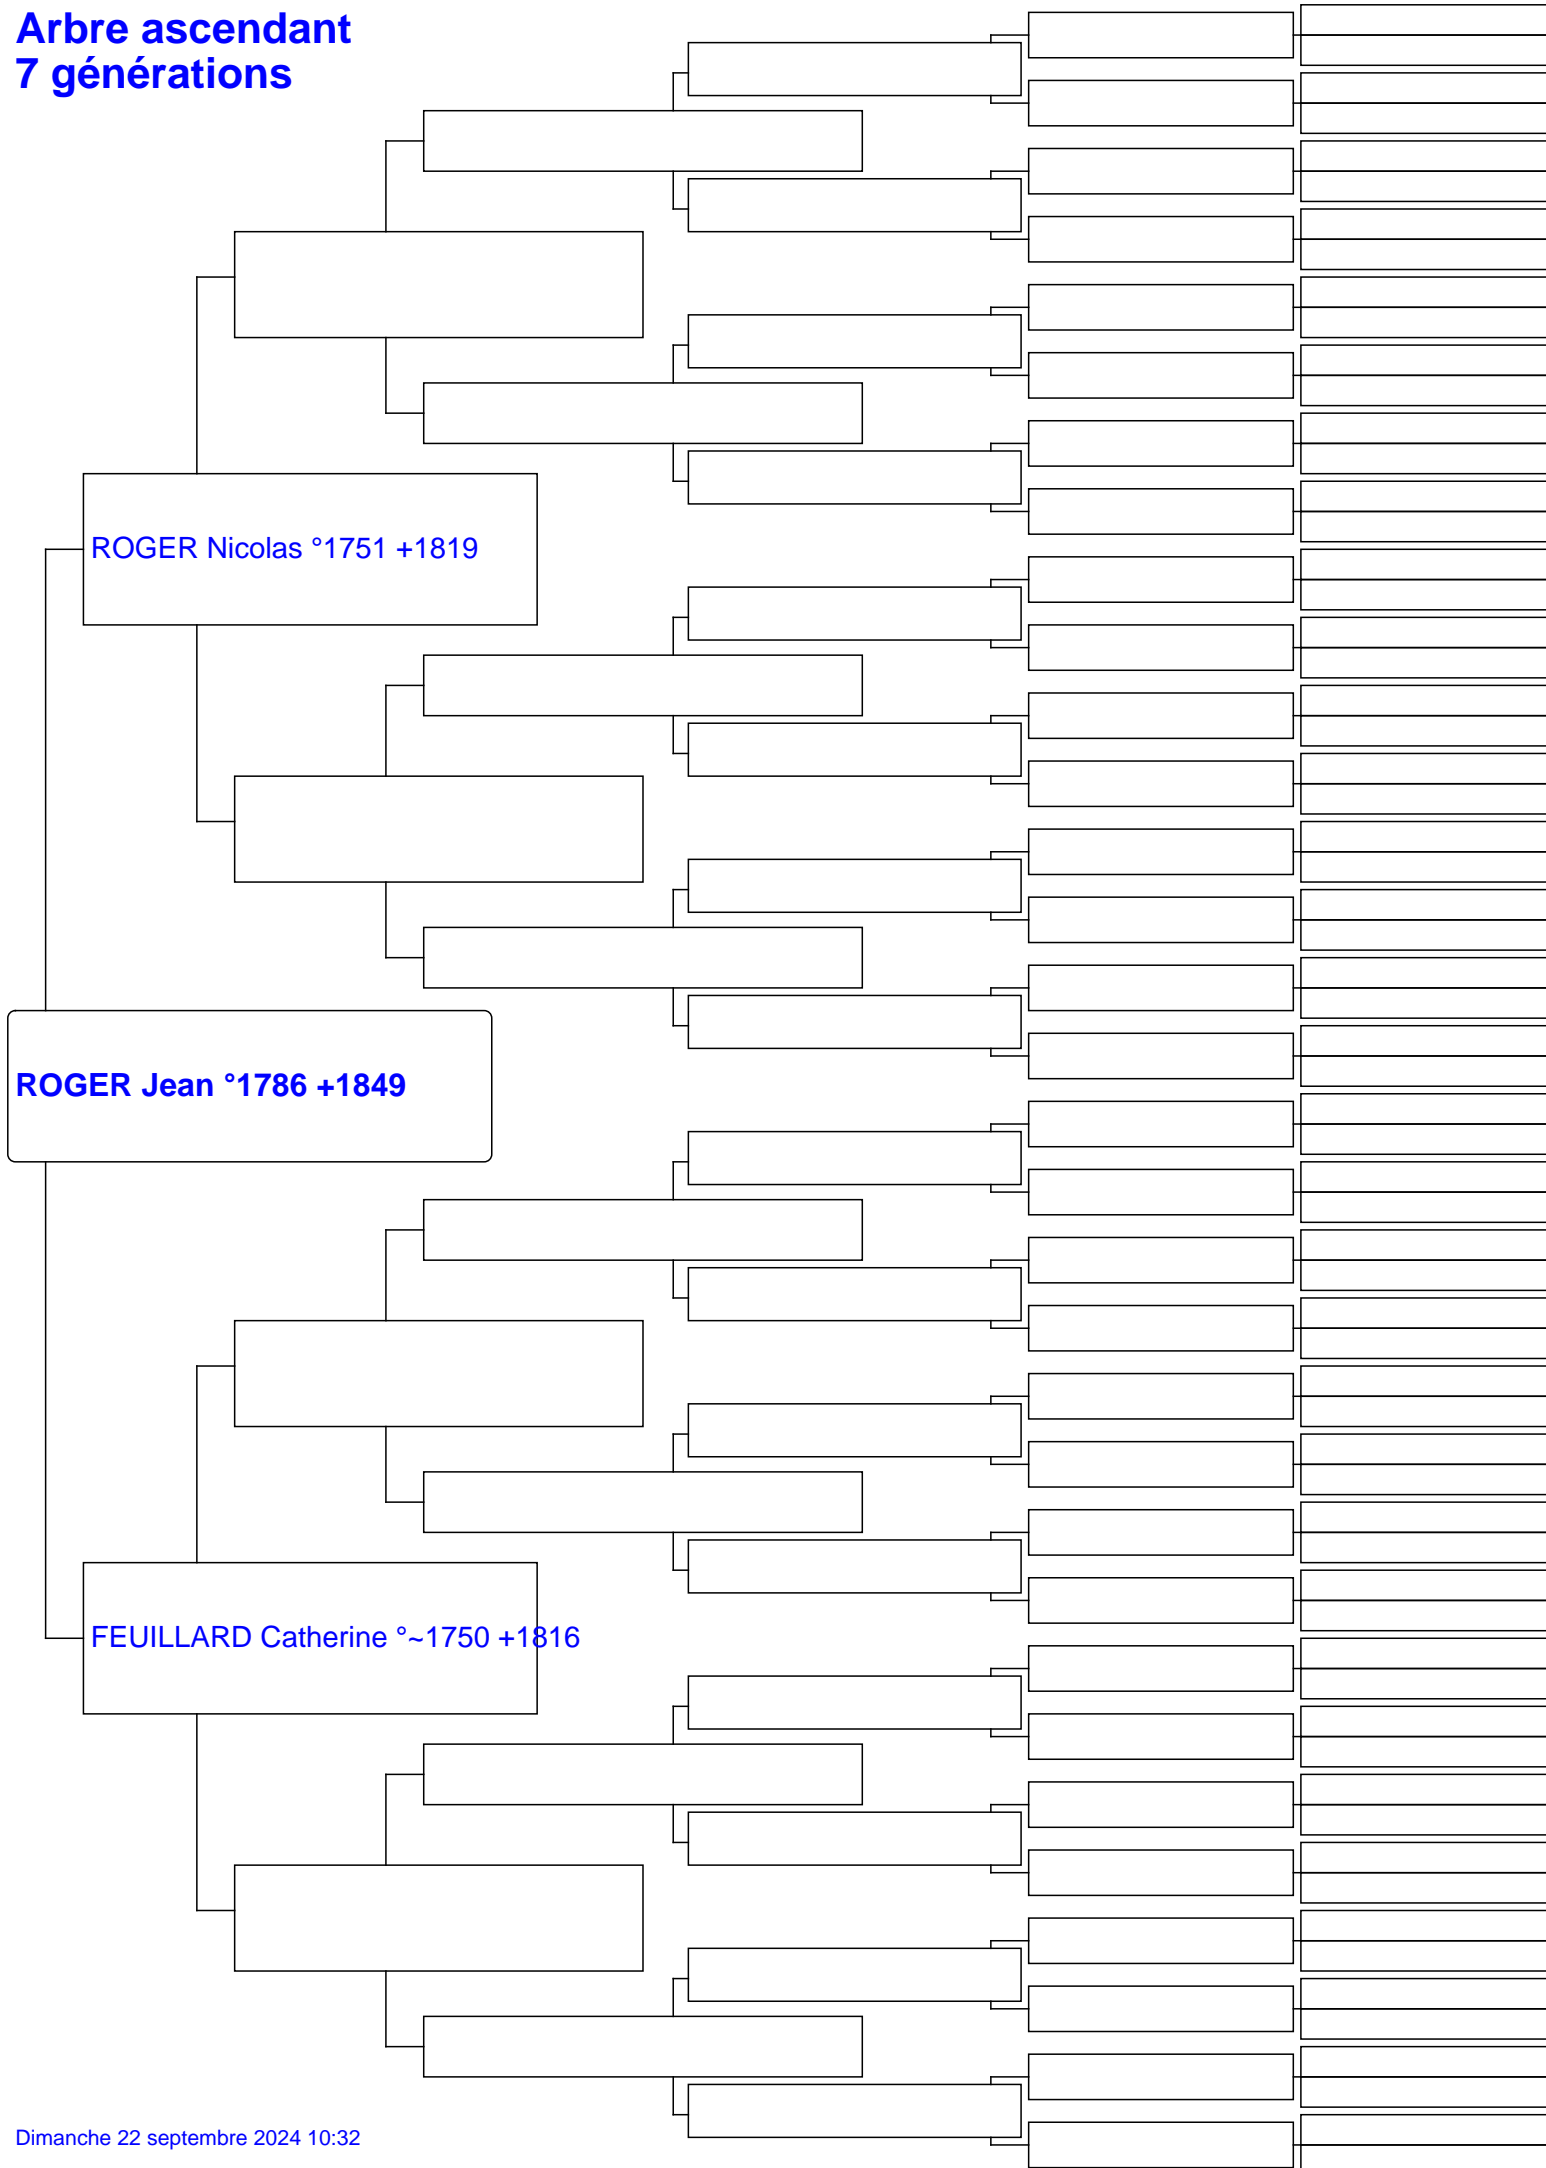 Arbre ascendant
7 générations
ROGER Nicolas °1751 +1819
ROGER Jean °1786 +1849
FEUILLARD Catherine °~1750 +1816
Dimanche 22 septembre 2024 10:32